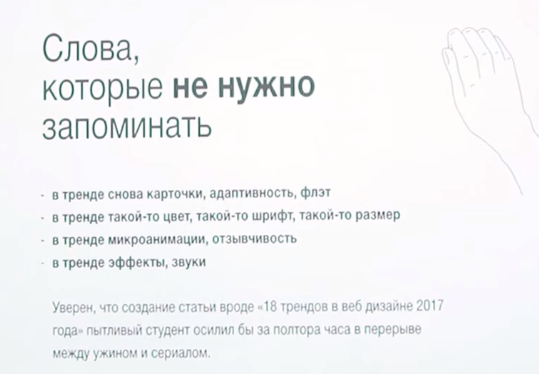 Слова,
которые не нужно
запоминать
- в тренде снова карточки, адаптивность, флэт
- в тренде такой-то цвет, такой-то шрифт, такой-то размер
- в тренде микроанимации, отзывчивость
- в тренде эффекты, звуки
Уверен, что создание статьи вроде «18 трендов в веб дизайне 2017
года» пытливый студент осилил бы за полтора часа в перерыве
между ужином и сериалом.